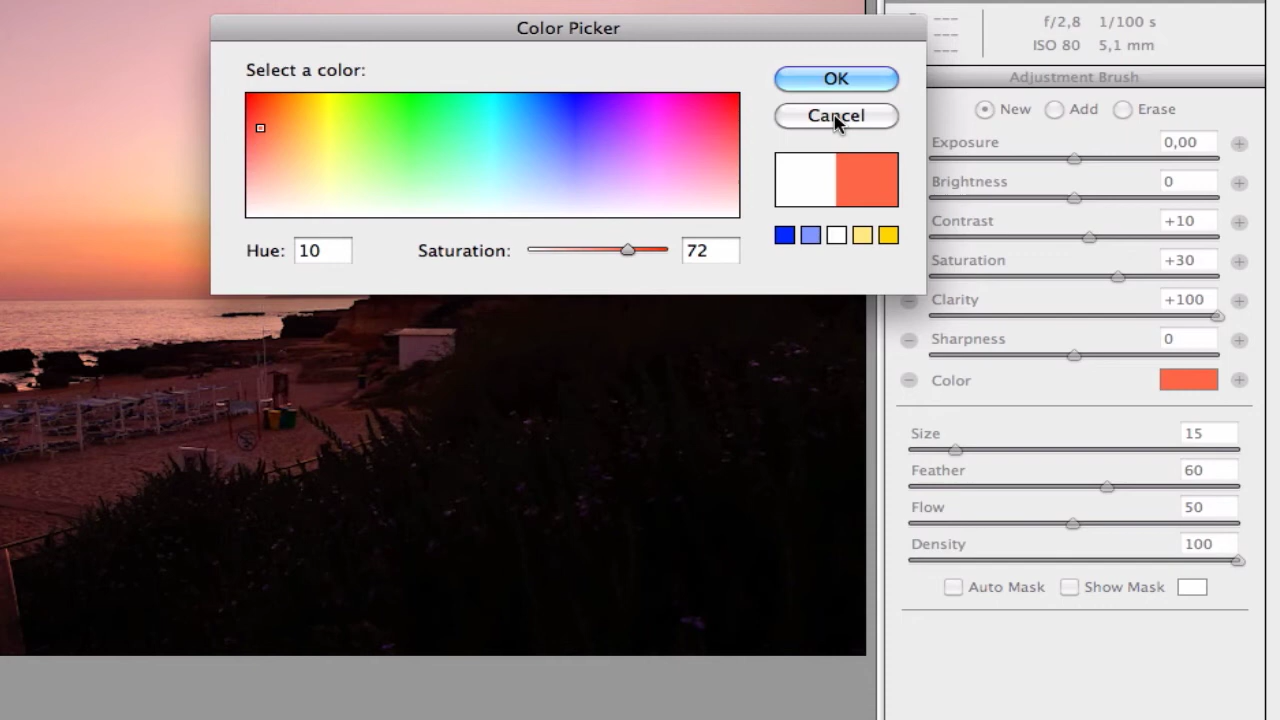 Color Picker
Select a color:
OK
Cancel
Hue: 10 Saturation: 72
--- f/2,8 1/100 s
---
--- ISO 80 5,1 mm
Adjustment Brush
New Add Erase
Exposure 0,00
Brightness 0
Contrast +10
Saturation +30
Clarity +100
Sharpness 0
Color
Size 15
Feather 60
Flow 50
Density 100
Auto Mask Show Mask